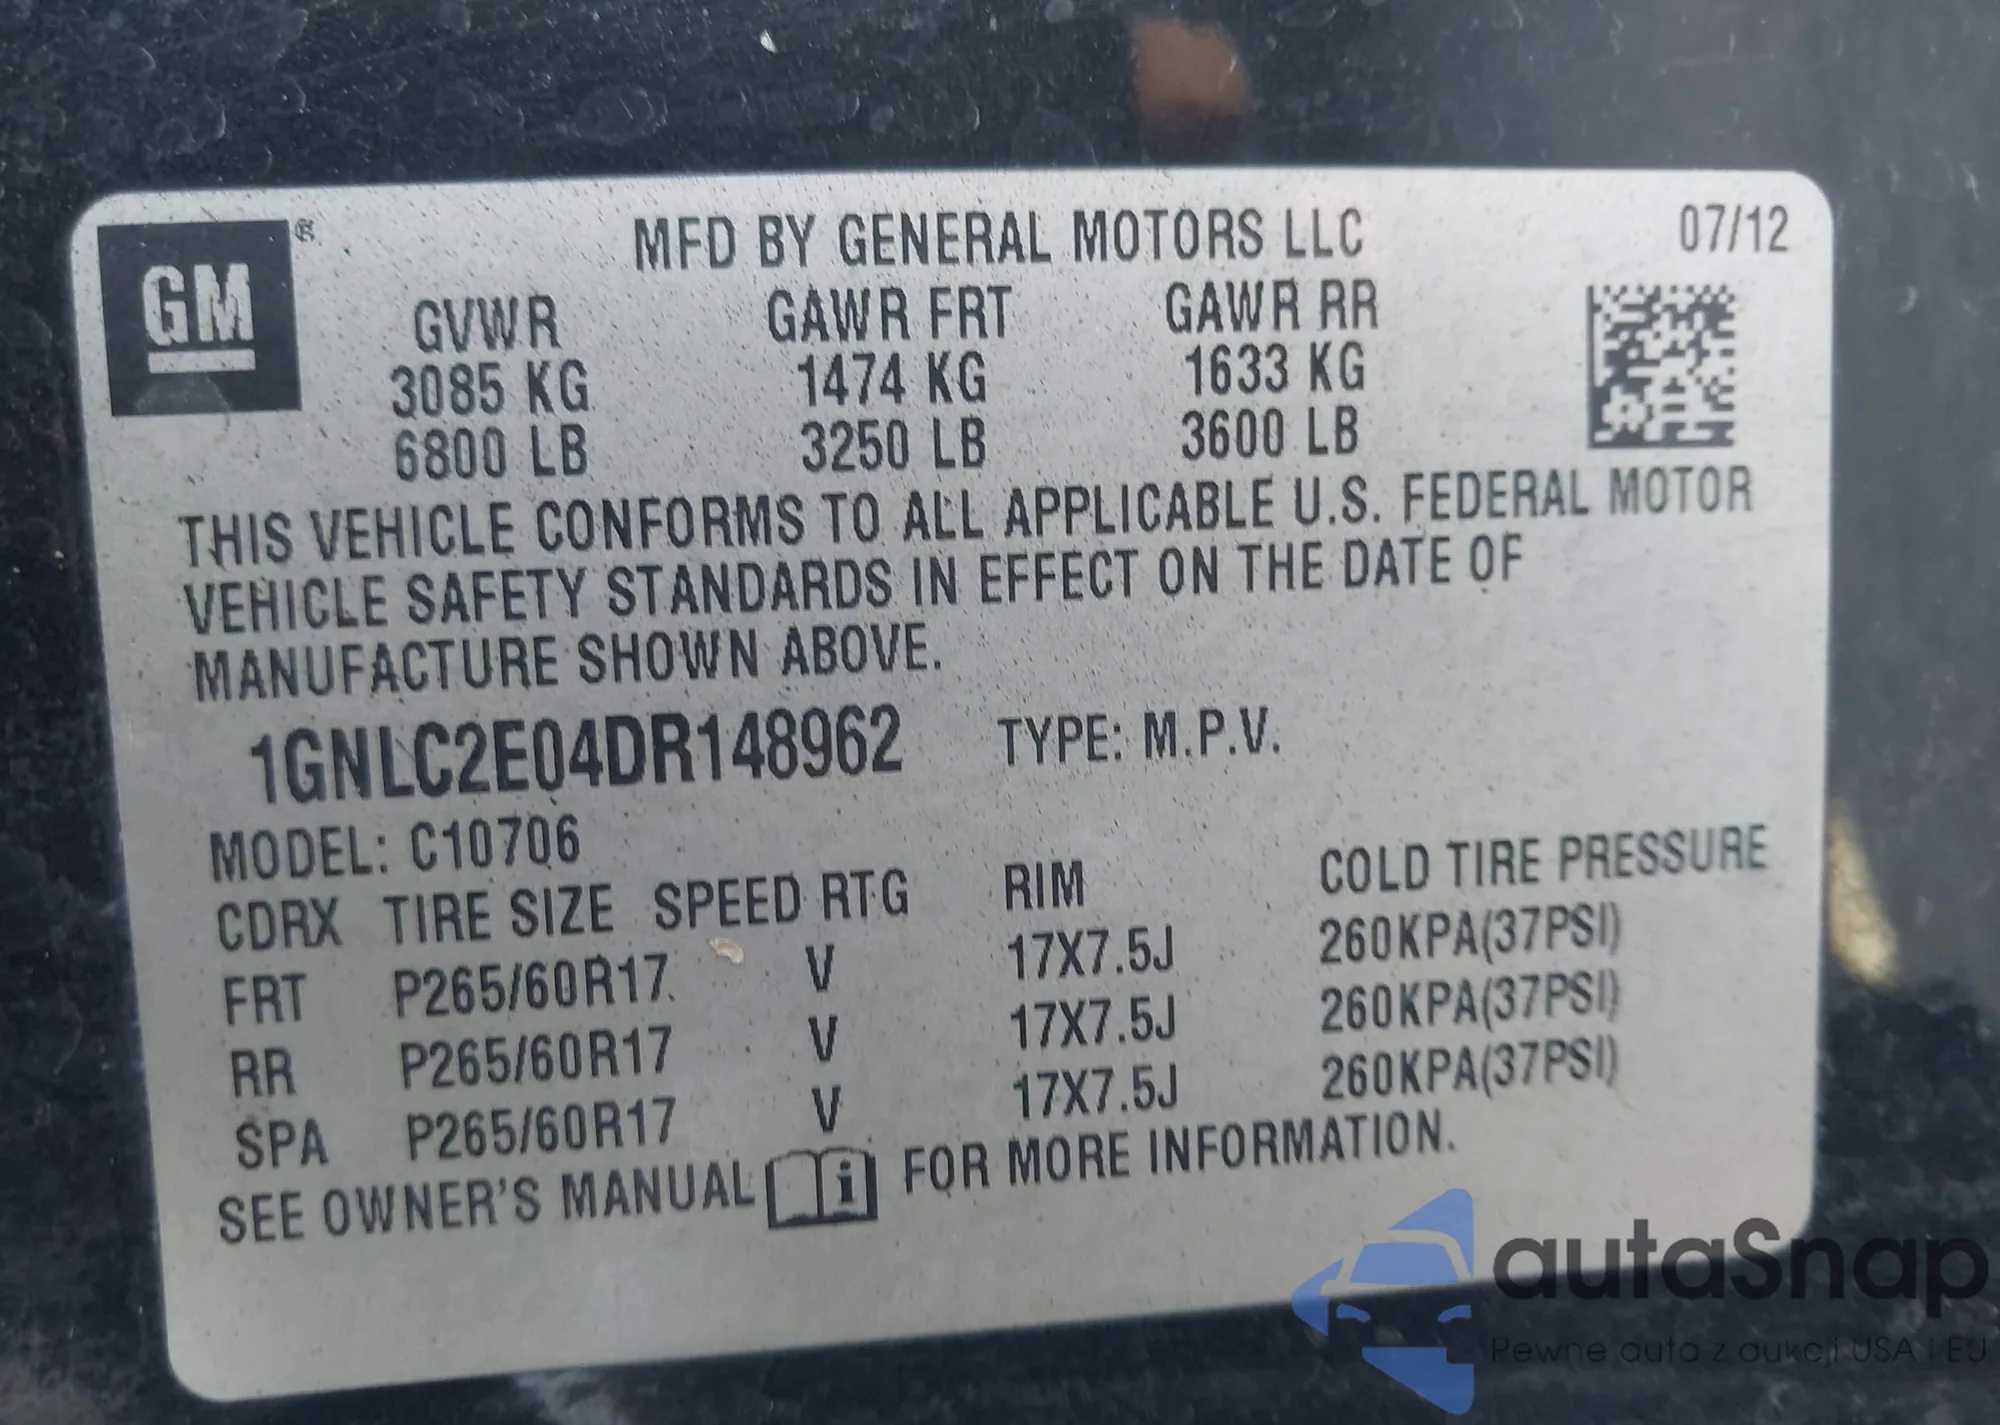 GM ®
MFD BY GENERAL MOTORS LLC 07/12
GVWR GAWR FRT GAWR RR
3085 KG 1474 KG 1633 KG
6800 LB 3250 LB 3600 LB
THIS VEHICLE CONFORMS TO ALL APPLICABLE U.S. FEDERAL MOTOR
VEHICLE SAFETY STANDARDS IN EFFECT ON THE DATE OF
MANUFACTURE SHOWN ABOVE.
1GNLC2E04DR148962 TYPE: M.P.V.
MODEL: C10706
CDRX TIRE SIZE SPEED RTG RIM COLD TIRE PRESSURE
FRT P265/60R17 V 17X7.5J 260KPA(37PSI)
RR P265/60R17 V 17X7.5J 260KPA(37PSI)
SPA P265/60R17 V 17X7.5J 260KPA(37PSI)
SEE OWNER'S MANUAL i FOR MORE INFORMATION.
autaSnap
Pewne auta z aukcji USA i EU